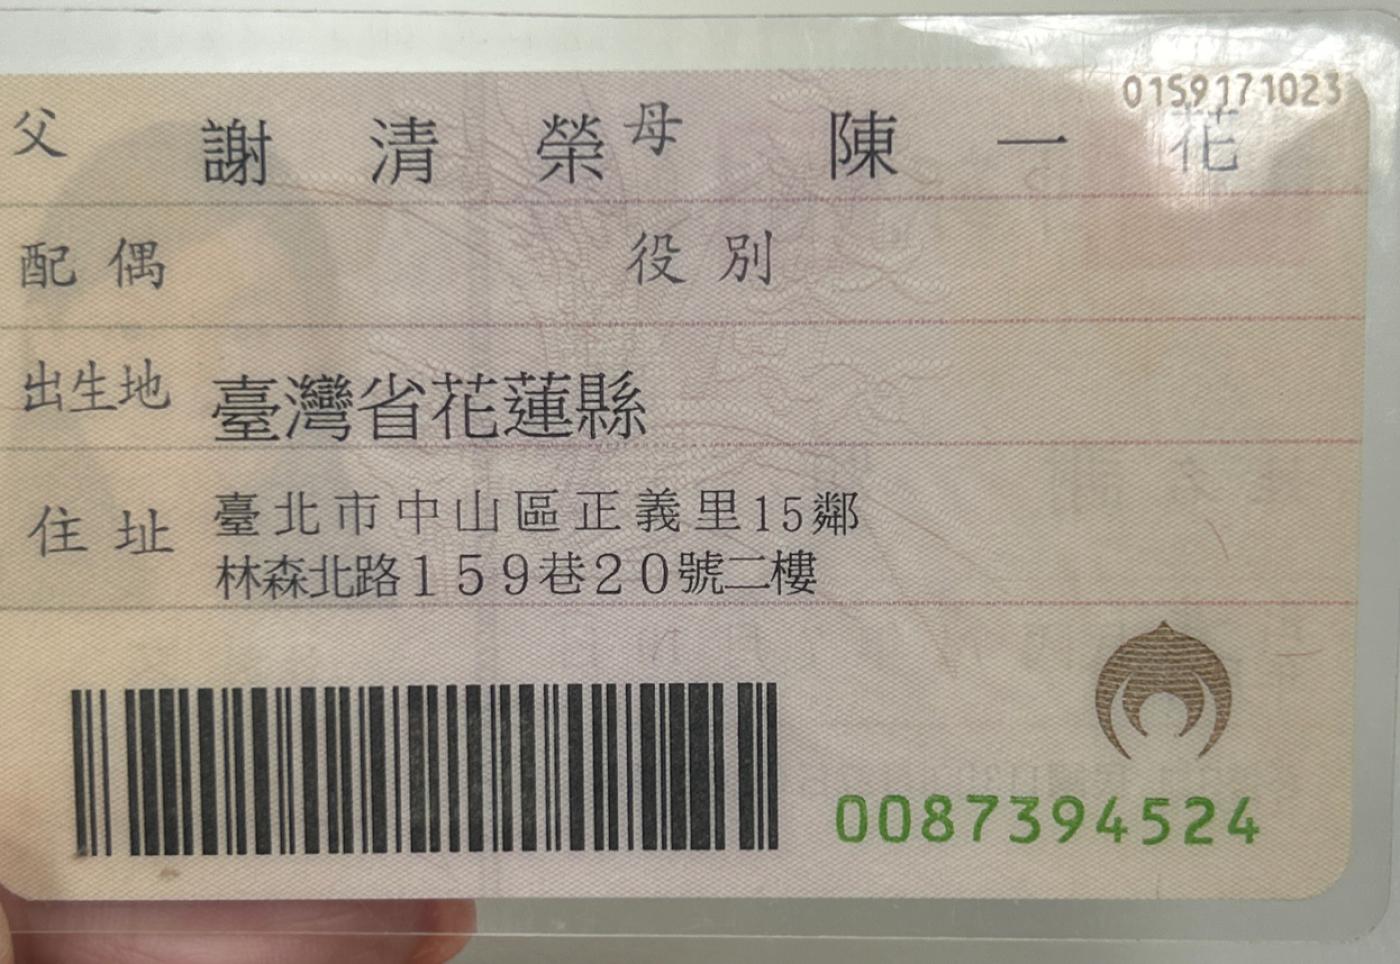 0159171023
父 謝清榮 母 陳一花
配偶 役別
出生地 臺灣省花蓮縣
住址 臺北市中山區正義里15鄰
林森北路159巷20號二樓
0087394524